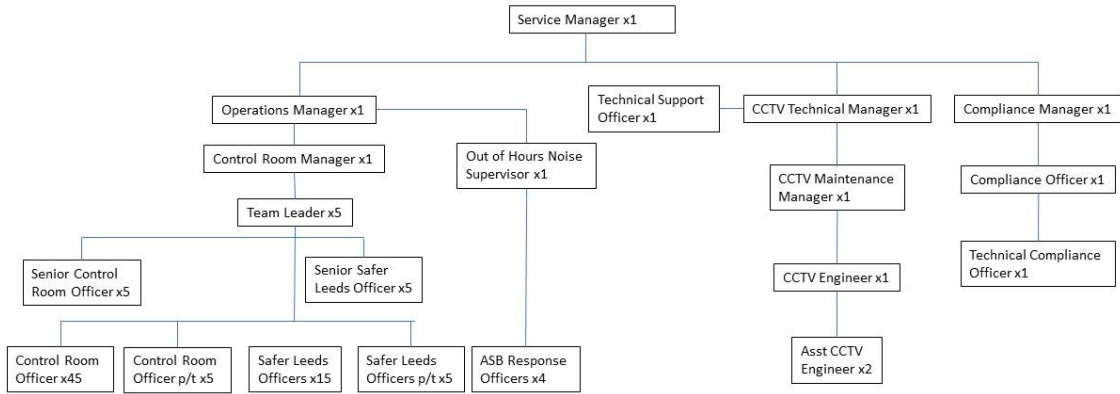 Service Manager x1
Operations Manager x1
Technical Support
Officer x1
CCTV Technical Manager x1
Compliance Manager x1
Control Room Manager x1
Out of Hours Noise
Supervisor x1
CCTV Maintenance
Manager x1
Compliance Officer x1
Team Leader x5
Senior Control
Room Officer x5
Senior Safer
Leeds Officer x5
CCTV Engineer x1
Technical Compliance
Officer x1
Control Room
Officer x45
Control Room
Officer p/t x5
Safer Leeds
Officers x15
Safer Leeds
Officers p/t x5
ASB Response
Officers x4
Asst CCTV
Engineer x2